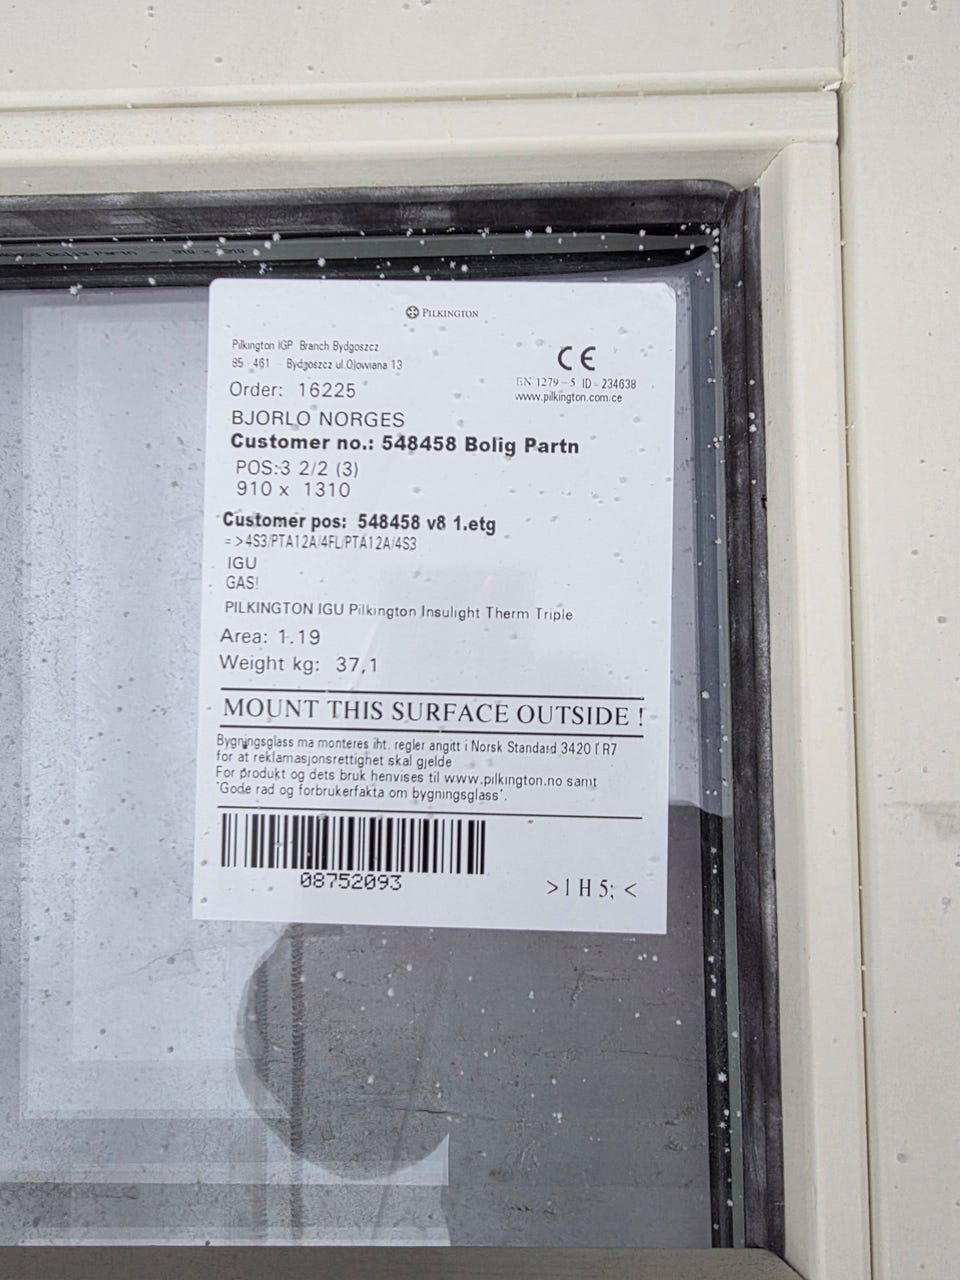 PILKINGTON
Pilkington IGP Branch Bydgoszcz
85 - 461 Bydgoszcz ul.Ołowiana 13
CE
EN 1279 - 5 ID - 234638
www.pilkington.com/ce
Order: 16225
BJORLO NORGES
Customer no.: 548458 Bolig Partn
POS:3 2/2 (3)
910 x 1310
Customer pos: 548458 v8 1.etg
=>4S3/PTA12A/4FL/PTA12A/4S3
IGU
GAS!
PILKINGTON IGU Pilkington Insulight Therm Triple
Area: 1.19
Weight kg: 37,1
MOUNT THIS SURFACE OUTSIDE !
Bygningsglass ma monteres iht. regler angitt i Norsk Standard 3420 f R7
for at reklamasjonsrettighet skal gjelde
For produkt og dets bruk henvises til www.pilkington.no samt
"Gode rad og forbrukerfakta om bygningsglass".
08752093
>I H 5; <